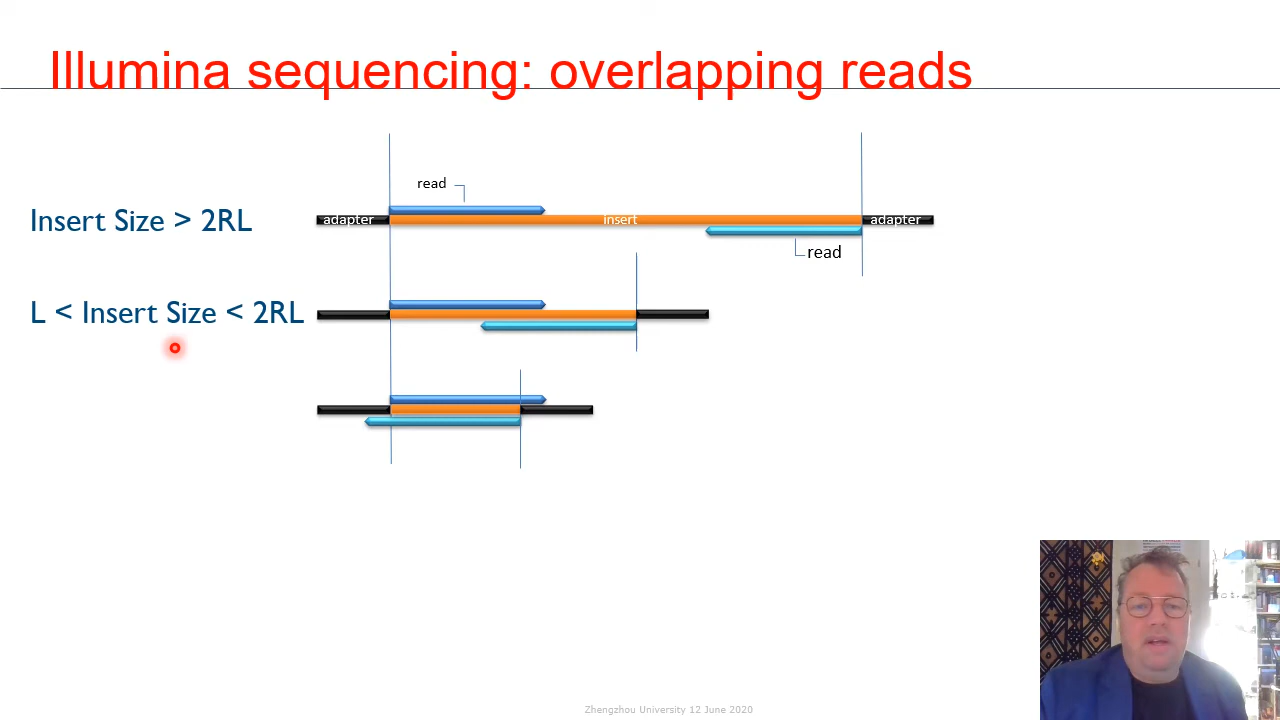 Illumina sequencing: overlapping reads
read
Insert Size > 2RL
adapter
insert
adapter
read
L < Insert Size < 2RL
Zhengzhou University 12 June 2020